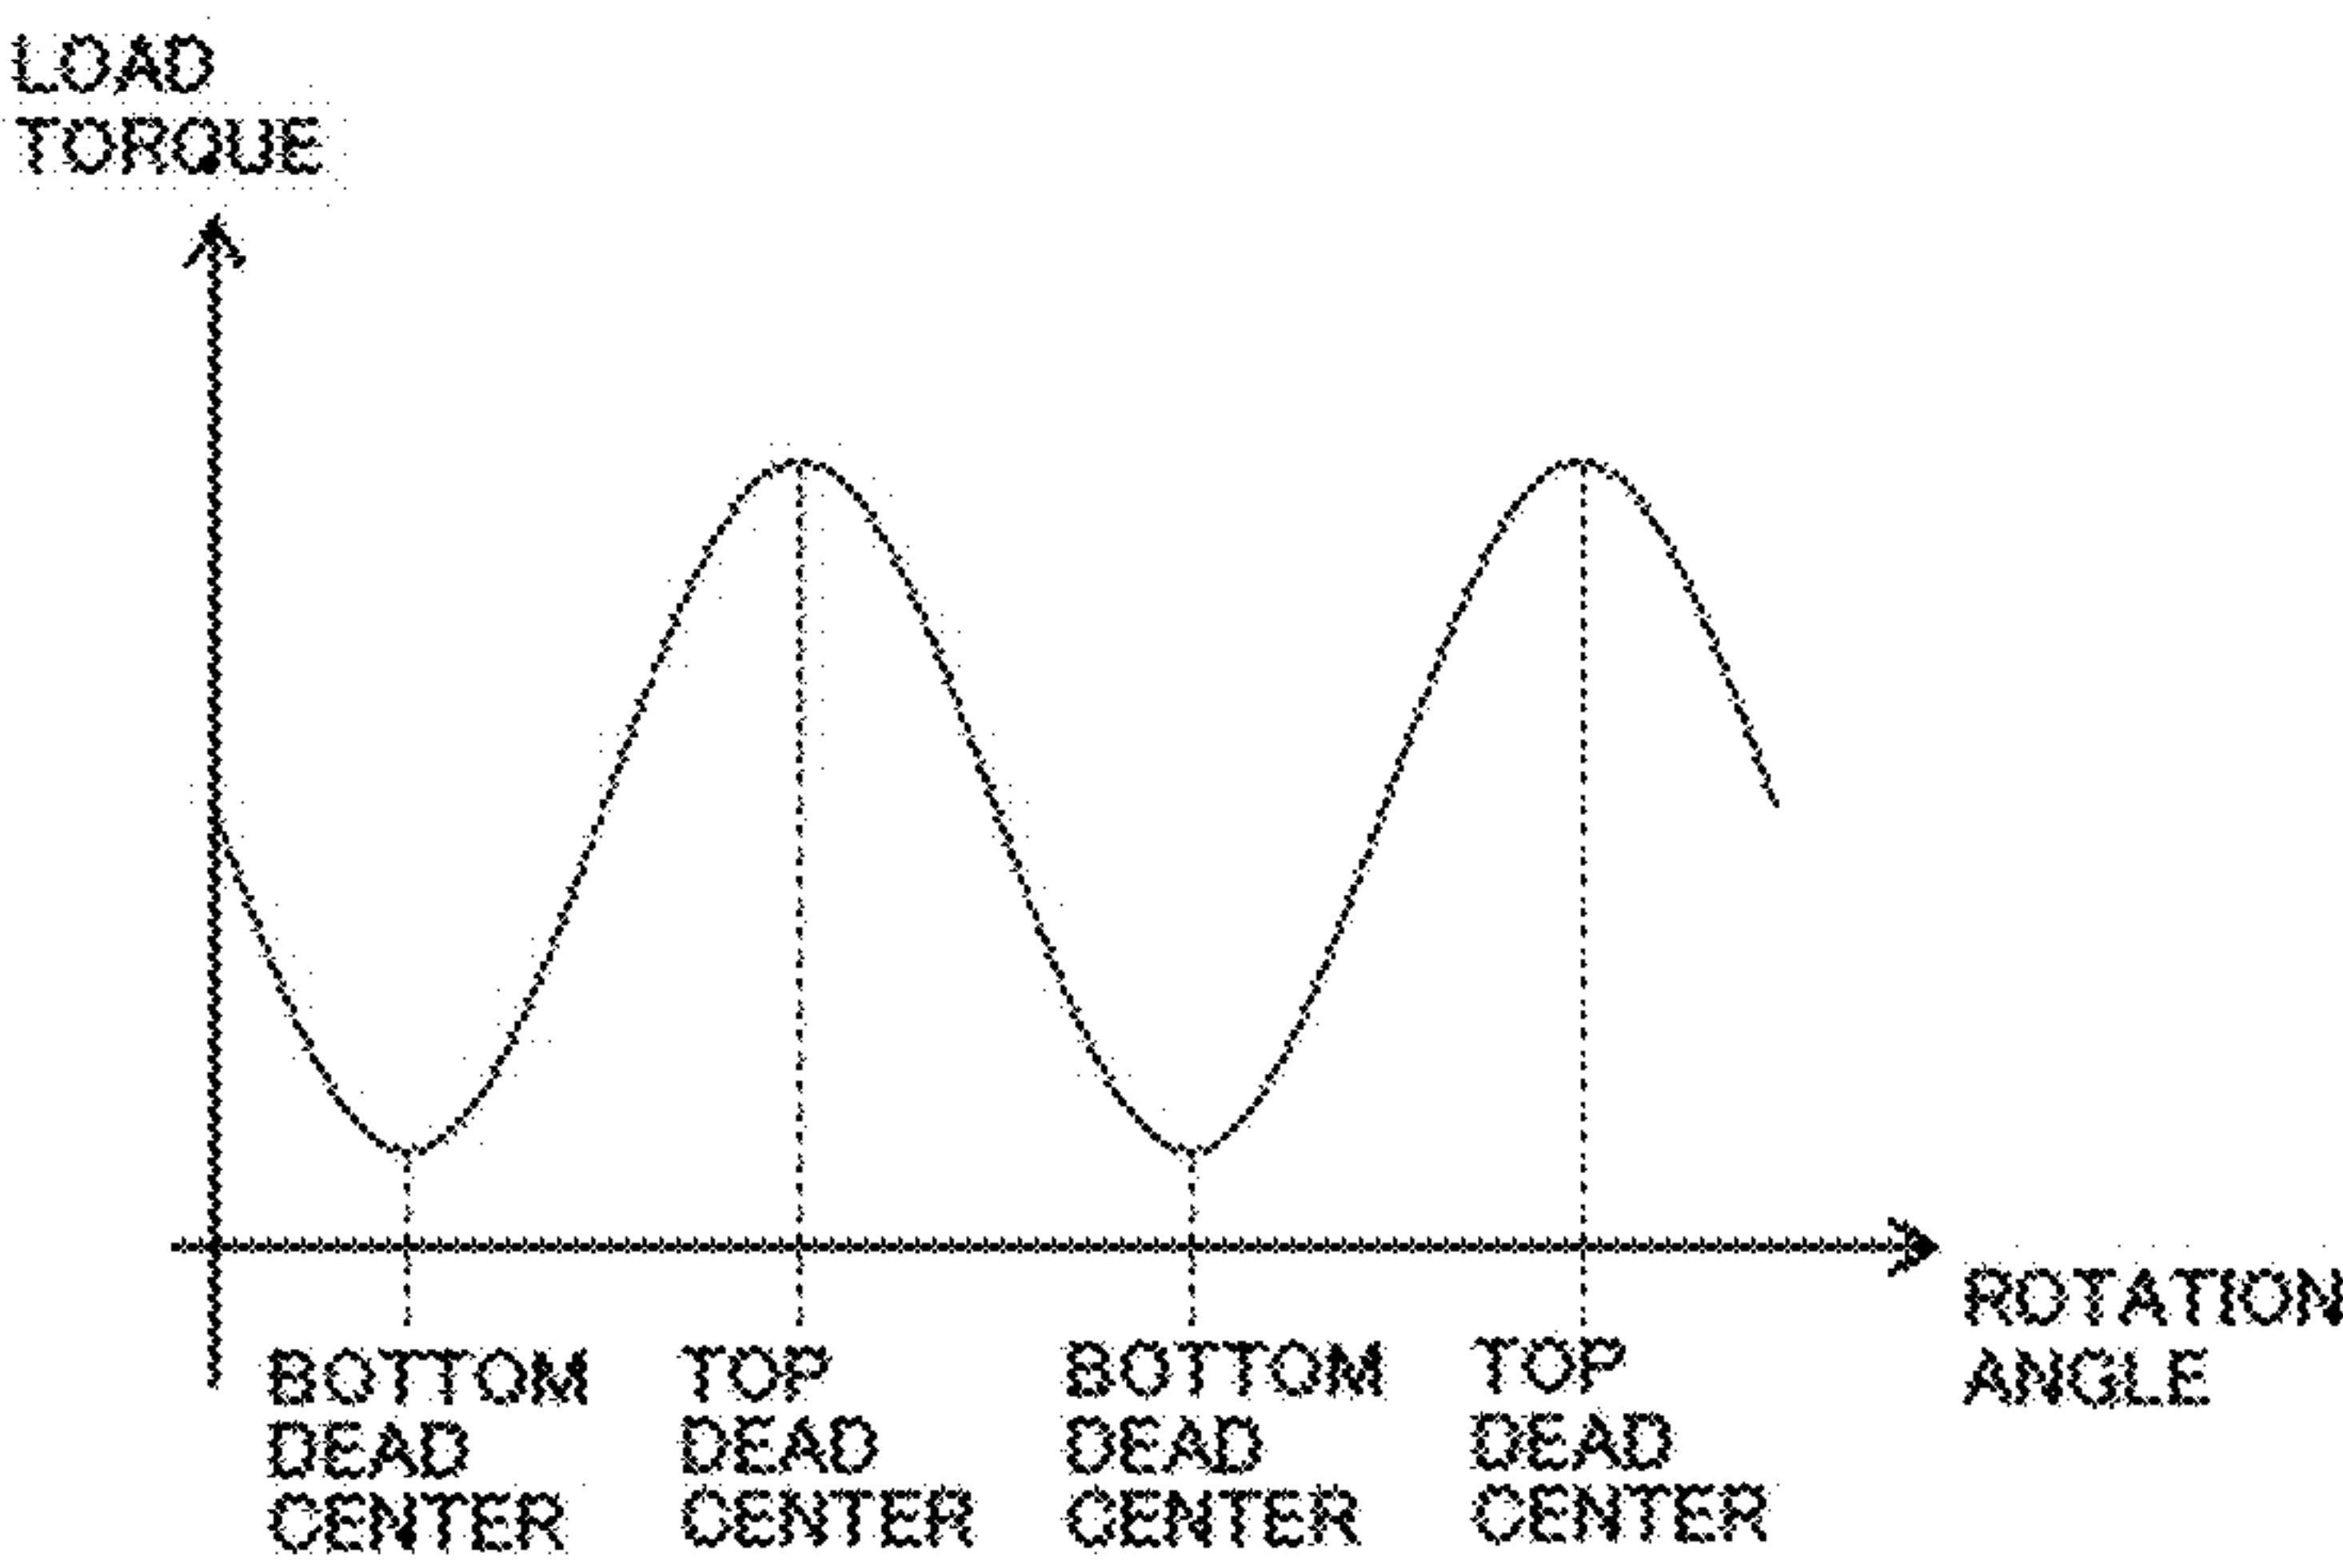 LOAD
TORQUE
ROTATION
ANGLE
BOTTOM
DEAD
CENTER
TOP
DEAD
CENTER
BOTTOM
DEAD
CENTER
TOP
DEAD
CENTER